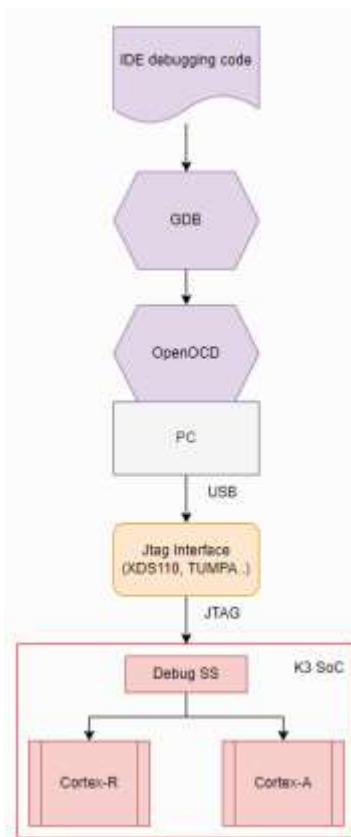 IDE debugging code
GDB
OpenOCD
PC
USB
Jtag Interface
(XDS110, TUMPA..)
JTAG
K3 SoC
Debug SS
Cortex-R
Cortex-A